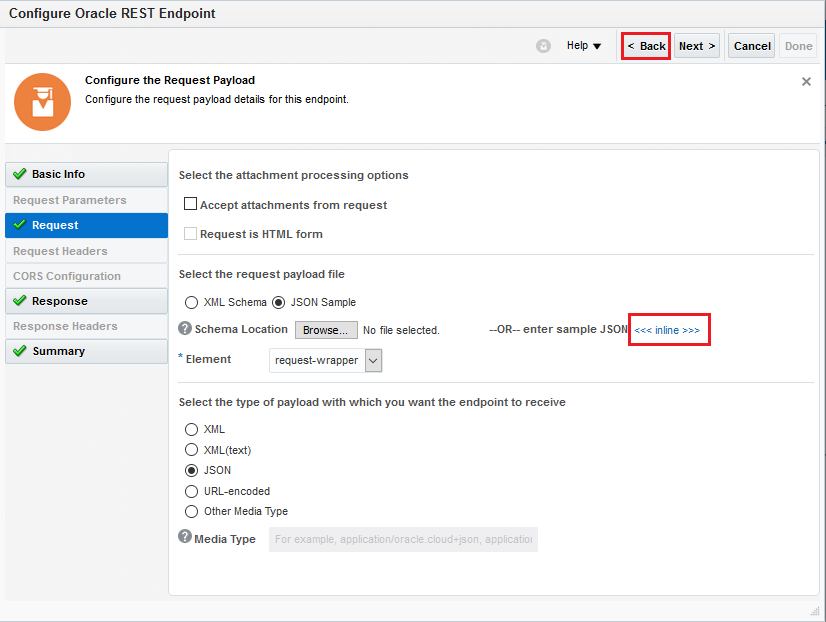 Configure Oracle REST Endpoint
Help
< Back
Next >
Cancel
Done
Configure the Request Payload
Configure the request payload details for this endpoint.
Basic Info
Request Parameters
Request
Request Headers
CORS Configuration
Response
Response Headers
Summary
Select the attachment processing options
Accept attachments from request
Request is HTML form
Select the request payload file
XML Schema JSON Sample
? Schema Location Browse... No file selected. --OR-- enter sample JSON <<< inline >>>
* Element request-wrapper
Select the type of payload with which you want the endpoint to receive
XML
XML(text)
JSON
URL-encoded
Other Media Type
? Media Type For example, application/oracle.cloud+json, application